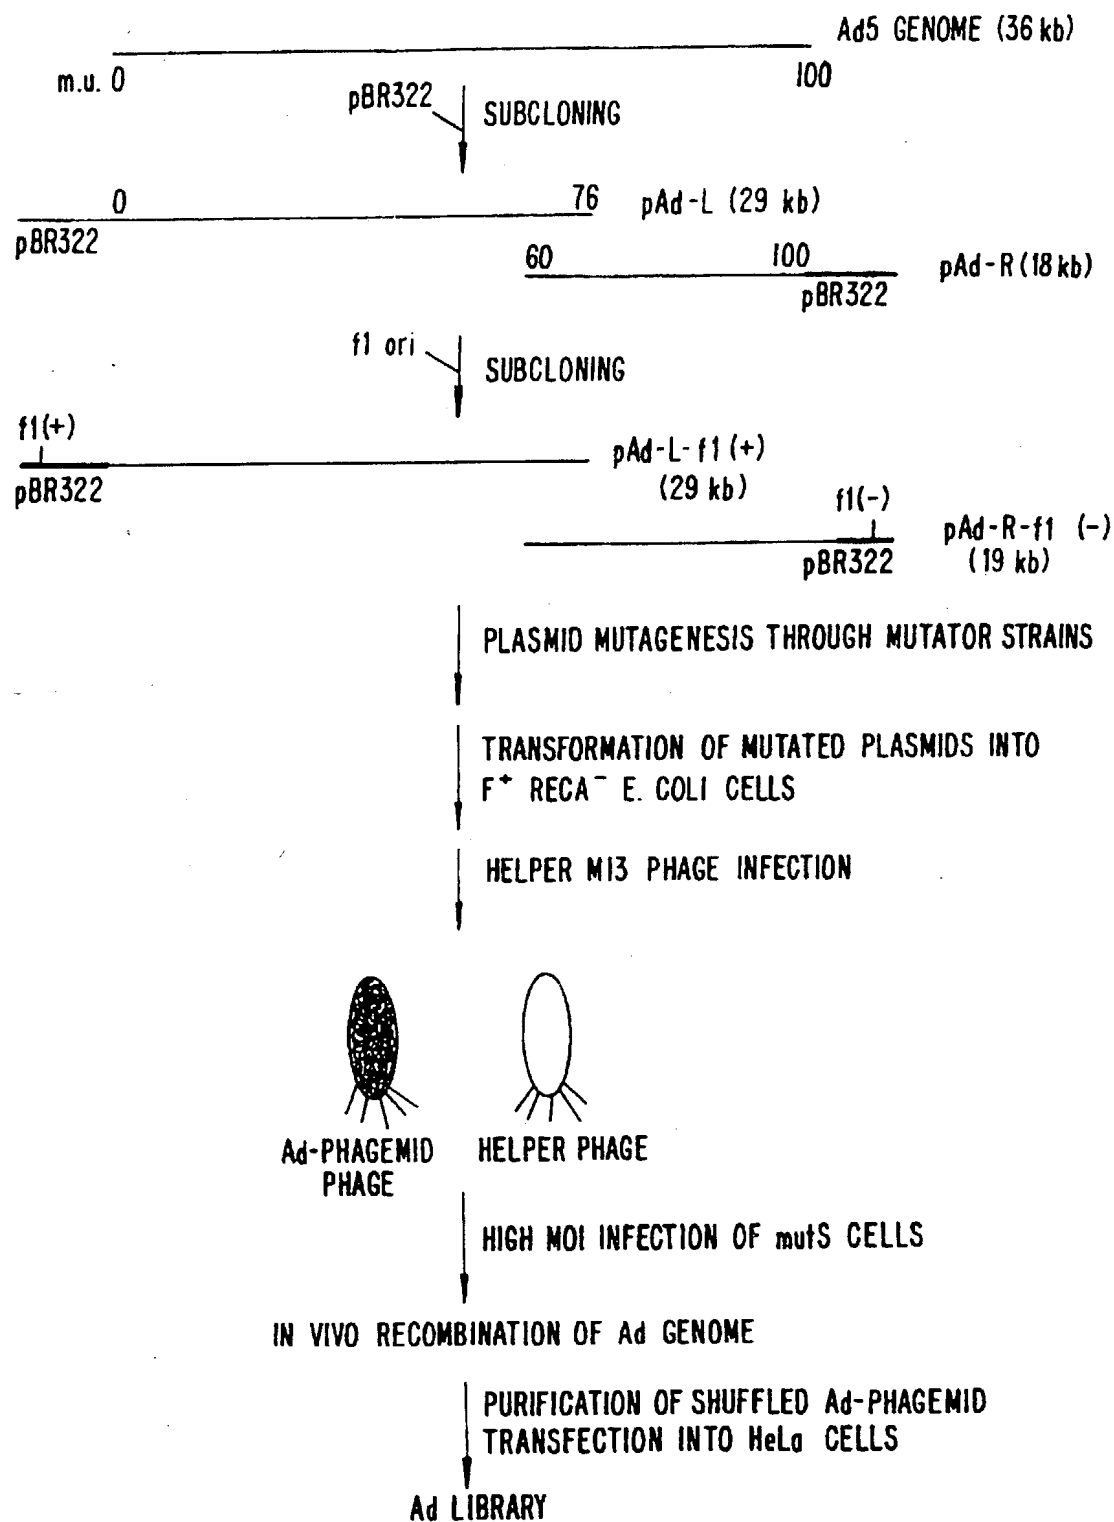 Ad5 GENOME (36 kb)
m.u. 0
100
pBR322
SUBCLONING
0
76
pAd-L (29 kb)
pBR322
60
100
pAd-R (18 kb)
pBR322
f1 ori
SUBCLONING
f1(+)
pAd-L-f1 (+)
(29 kb)
pBR322
f1(-)
pAd-R-f1 (-)
(19 kb)
pBR322
PLASMID MUTAGENESIS THROUGH MUTATOR STRAINS
TRANSFORMATION OF MUTATED PLASMIDS INTO
F⁺ RECA⁻ E. COLI CELLS
HELPER M13 PHAGE INFECTION
Ad-PHAGEMID
PHAGE
HELPER PHAGE
HIGH MOI INFECTION OF mutS CELLS
IN VIVO RECOMBINATION OF Ad GENOME
PURIFICATION OF SHUFFLED Ad-PHAGEMID
TRANSFECTION INTO HeLa CELLS
Ad LIBRARY